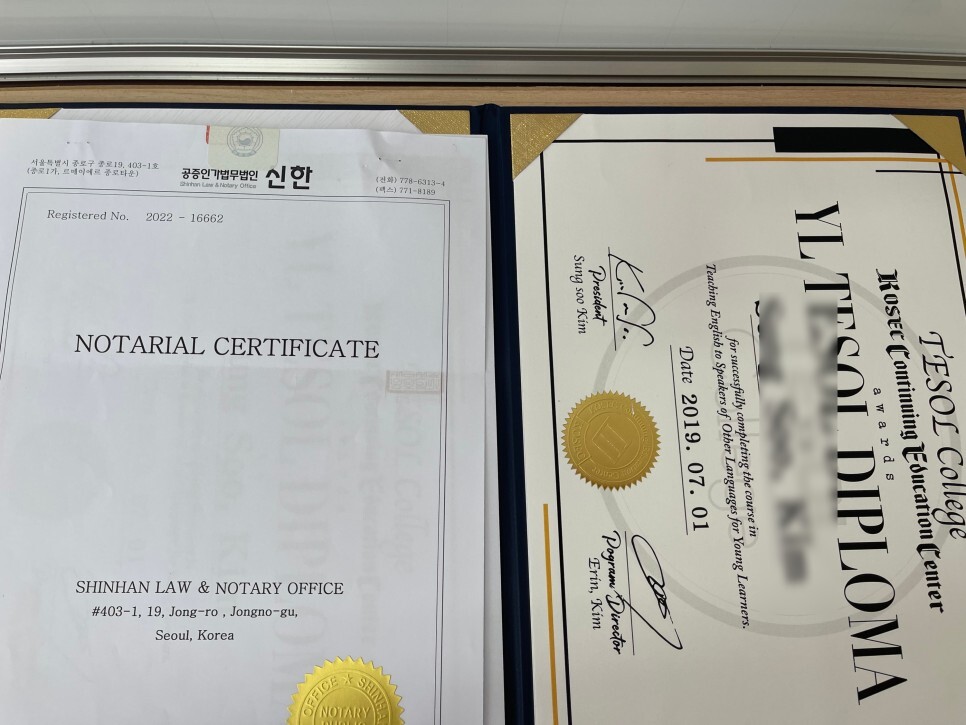 서울특별시 종로구 종로19, 403-1호
(종로1가, 르메이에르 종로타운)
공증인가법무법인 신한
Shinhan Law & Notary Office
(전화) 778-6313-4
(팩스) 771-8189
Registered No. 2022 - 16662
NOTARIAL CERTIFICATE
SHINHAN LAW & NOTARY OFFICE
#403-1, 19, Jong-ro , Jongno-gu,
Seoul, Korea
OFFICE ★ SHINHA
NOTARY
TESOL College
Kosec Continuing Education Center
awards
YL TESOL DIPLOMA
for successfully completing the course in
Teaching English to Speakers of Other Languages for Young Learners.
Date 2019. 07. 01
President
Sung soo Kim
Program Director
Erin, Kim